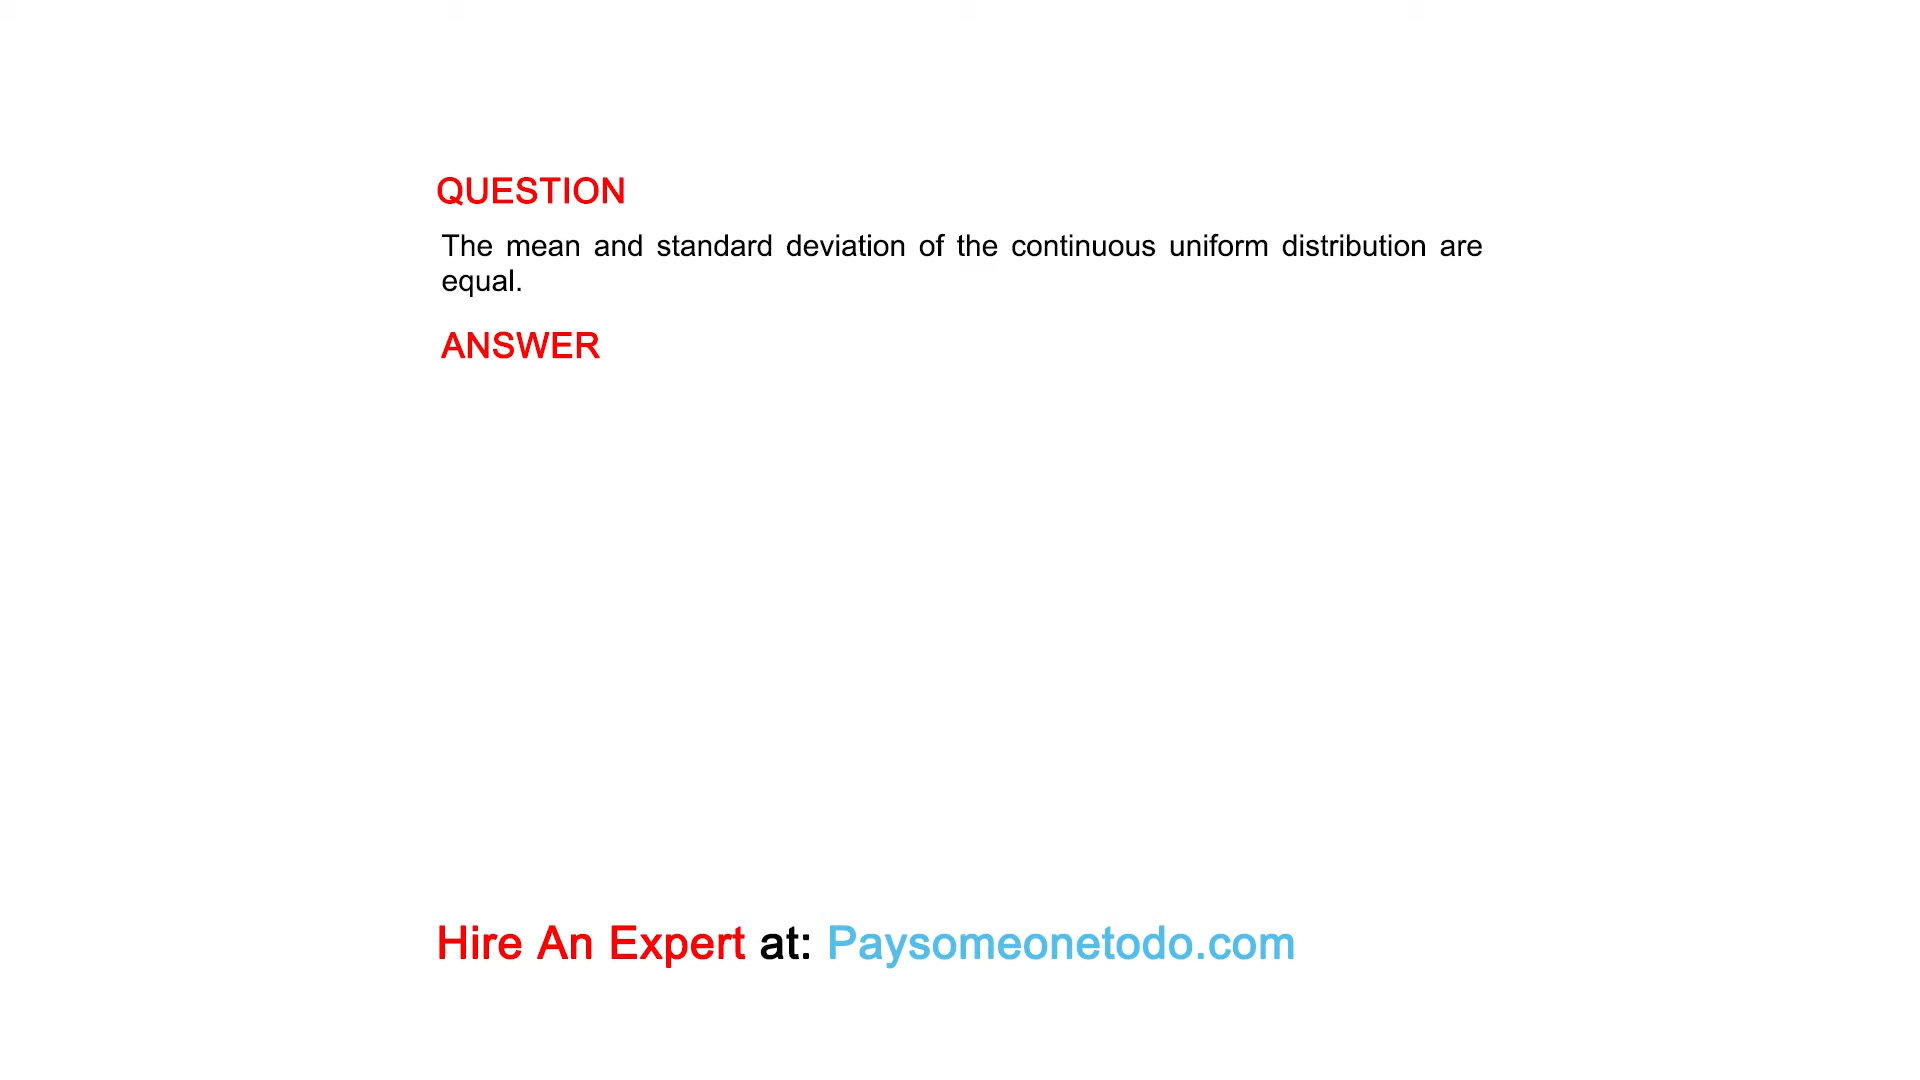 QUESTION
The mean and standard deviation of the continuous uniform distribution are
equal.
ANSWER
Hire An Expert at: Paysomeonetodo.com